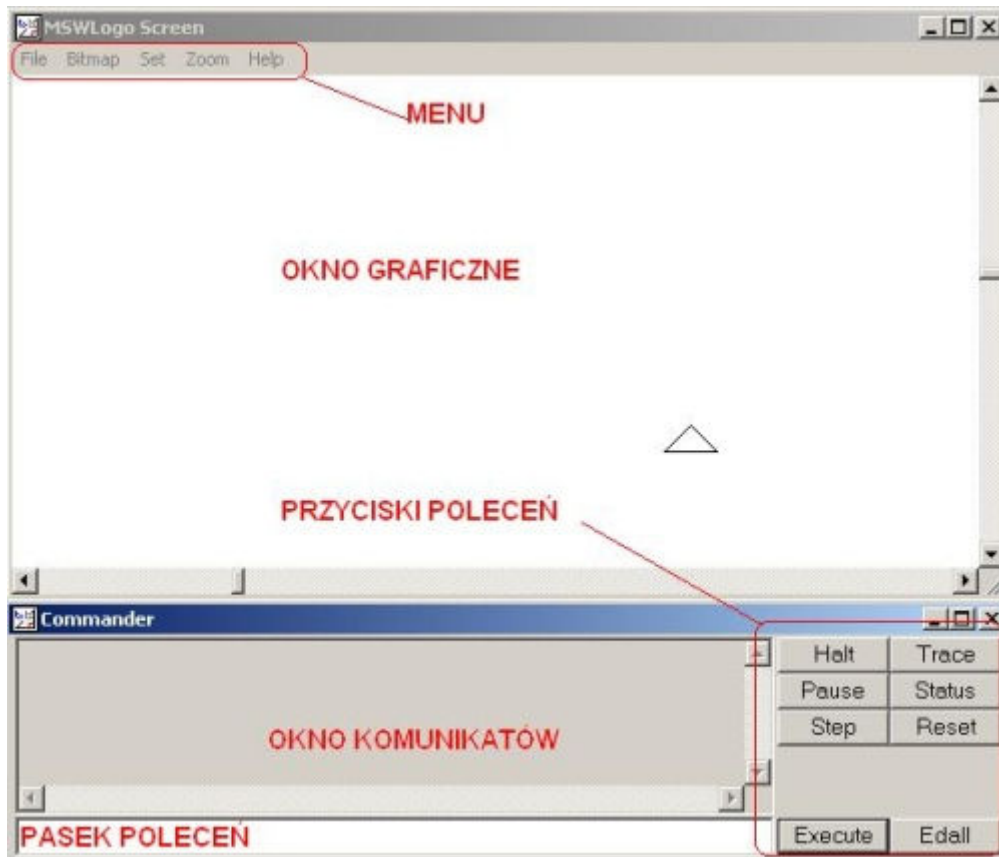 MSWLogo Screen
File Bitmap Set Zoom Help
MENU
OKNO GRAFICZNE
PRZYCISKI POLECEŃ
Commander
Halt Trace
Pause Status
OKNO KOMUNIKATÓW
Step Reset
PASEK POLECEŃ
Execute Edall